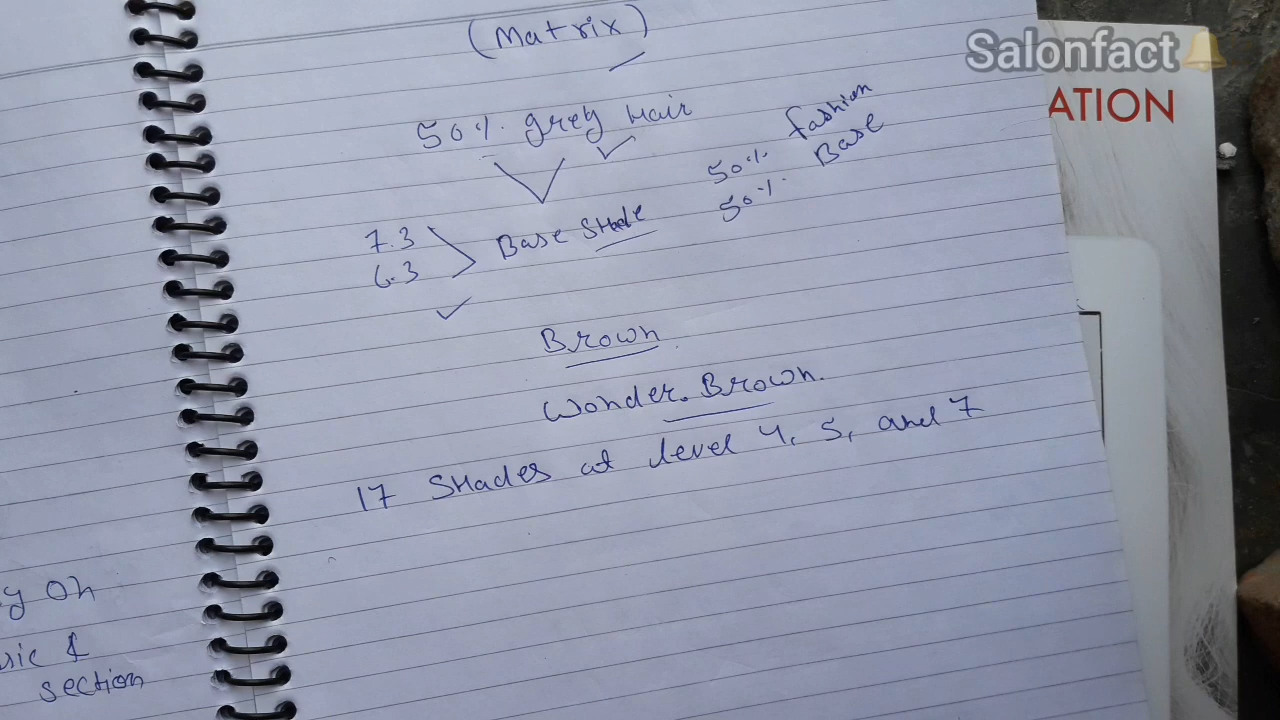 Salonfact
ATION
(Matrix)
50% grey Hair
50% fashion
50% Base
7.3
6.3
Base SHade
Brown
Wonder. Brown.
17 SHades at level 4, 5, and 7
on
&
section